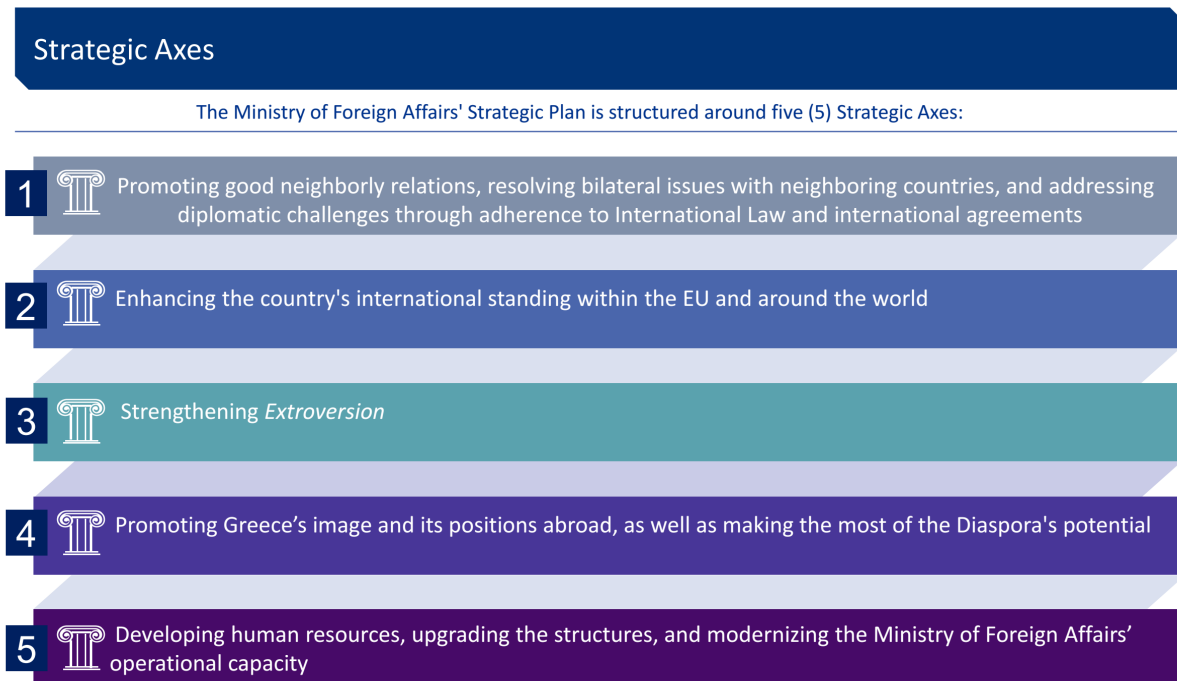 Strategic Axes
The Ministry of Foreign Affairs' Strategic Plan is structured around five (5) Strategic Axes:
1
Promoting good neighborly relations, resolving bilateral issues with neighboring countries, and addressing
diplomatic challenges through adherence to International Law and international agreements
2
Enhancing the country's international standing within the EU and around the world
3
Strengthening Extroversion
4
Promoting Greece’s image and its positions abroad, as well as making the most of the Diaspora's potential
5
Developing human resources, upgrading the structures, and modernizing the Ministry of Foreign Affairs’
operational capacity